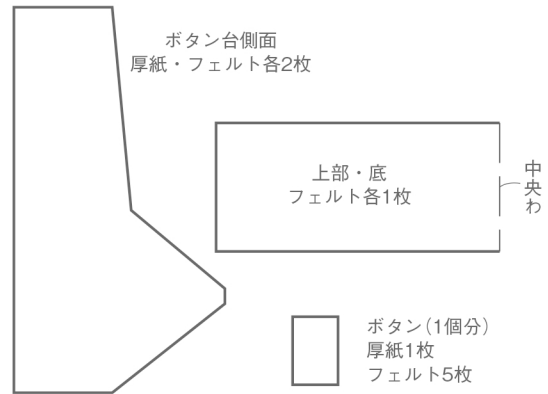 ボタン台側面
厚紙・フェルト各2枚
上部・底
フェルト各1枚
中央わ
ボタン（1個分）
厚紙1枚
フェルト5枚